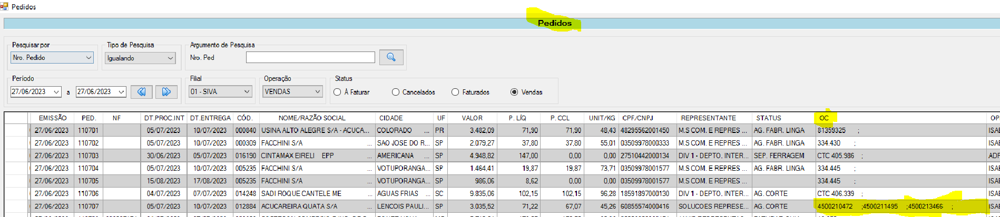 Pedidos
Pedidos
Pesquisar por Tipo de Pesquisa Argumento de Pesquisa
Nro. Pedido Igualando Nro. Ped
Período Filial Operação Status
27/06/2023 a 27/06/2023 01 - SIVA VENDAS À Faturar Cancelados Faturados Vendas
EMISSÃO PED. NF DT.PROC.INT DT.ENTREGA CÓD. NOME/RAZÃO SOCIAL CIDADE UF VALOR P. LÍQ P. CCL UNIT/KG CPF/CNPJ REPRESENTANTE STATUS OC
27/06/2023 110701 05/07/2023 10/07/2023 000840 USINA ALTO ALEGRE S/A - ACUCA... COLORADO ... PR 3.482,09 71,90 71,90 48,43 48295562001450 M.S COM. E REPRES ... AG. FABR. LINGA 81359325 ;
27/06/2023 110702 05/07/2023 10/07/2023 000309 FACCHINI S/A ... SAO JOSE DO R... SP 2.079,27 37,80 37,80 55,01 03509978000333 M.S COM. E REPRES ... AG. FABR. LINGA 334.430 ;
27/06/2023 110703 30/06/2023 05/07/2023 016190 CINTAMAX EIRELI EPP ... AMERICANA ... SP 4.948,82 147,00 0,00 0,00 27510442000134 DIV 1 - DEPTO. INTER... SEP. FERRAGEM CTC 405.986 ;
27/06/2023 110704 05/07/2023 10/07/2023 005235 FACCHINI S/A ... VOTUPORANGA... SP 1.464,41 19,87 19,87 73,71 03509978001577 M.S COM. E REPRES ... AG. FABR. LINGA 334.445 ;
27/06/2023 110705 15/08/2023 17/08/2023 005235 FACCHINI S/A ... VOTUPORANGA... SP 986,06 8,62 0,00 0,00 03509978001577 M.S COM. E REPRES ... 334.445 ;
27/06/2023 110706 04/07/2023 07/07/2023 014248 SADI ROQUE CANTELE ME ... AGUAS FRIAS ... SC 9.835,06 102,15 102,15 96,28 18591897000130 DIV 1 - DEPTO. INTER... AG. CORTE CTC 406.339 ;
27/06/2023 110707 05/07/2023 10/07/2023 012884 ACUCAREIRA QUATA S/A ... LENCOIS PAULI... SP 3.035,52 71,22 67,07 45,26 60855574000416 SOLUCOES REPRESE... AG. CORTE 4500210472 ;4500211495 ;4500213466 ;